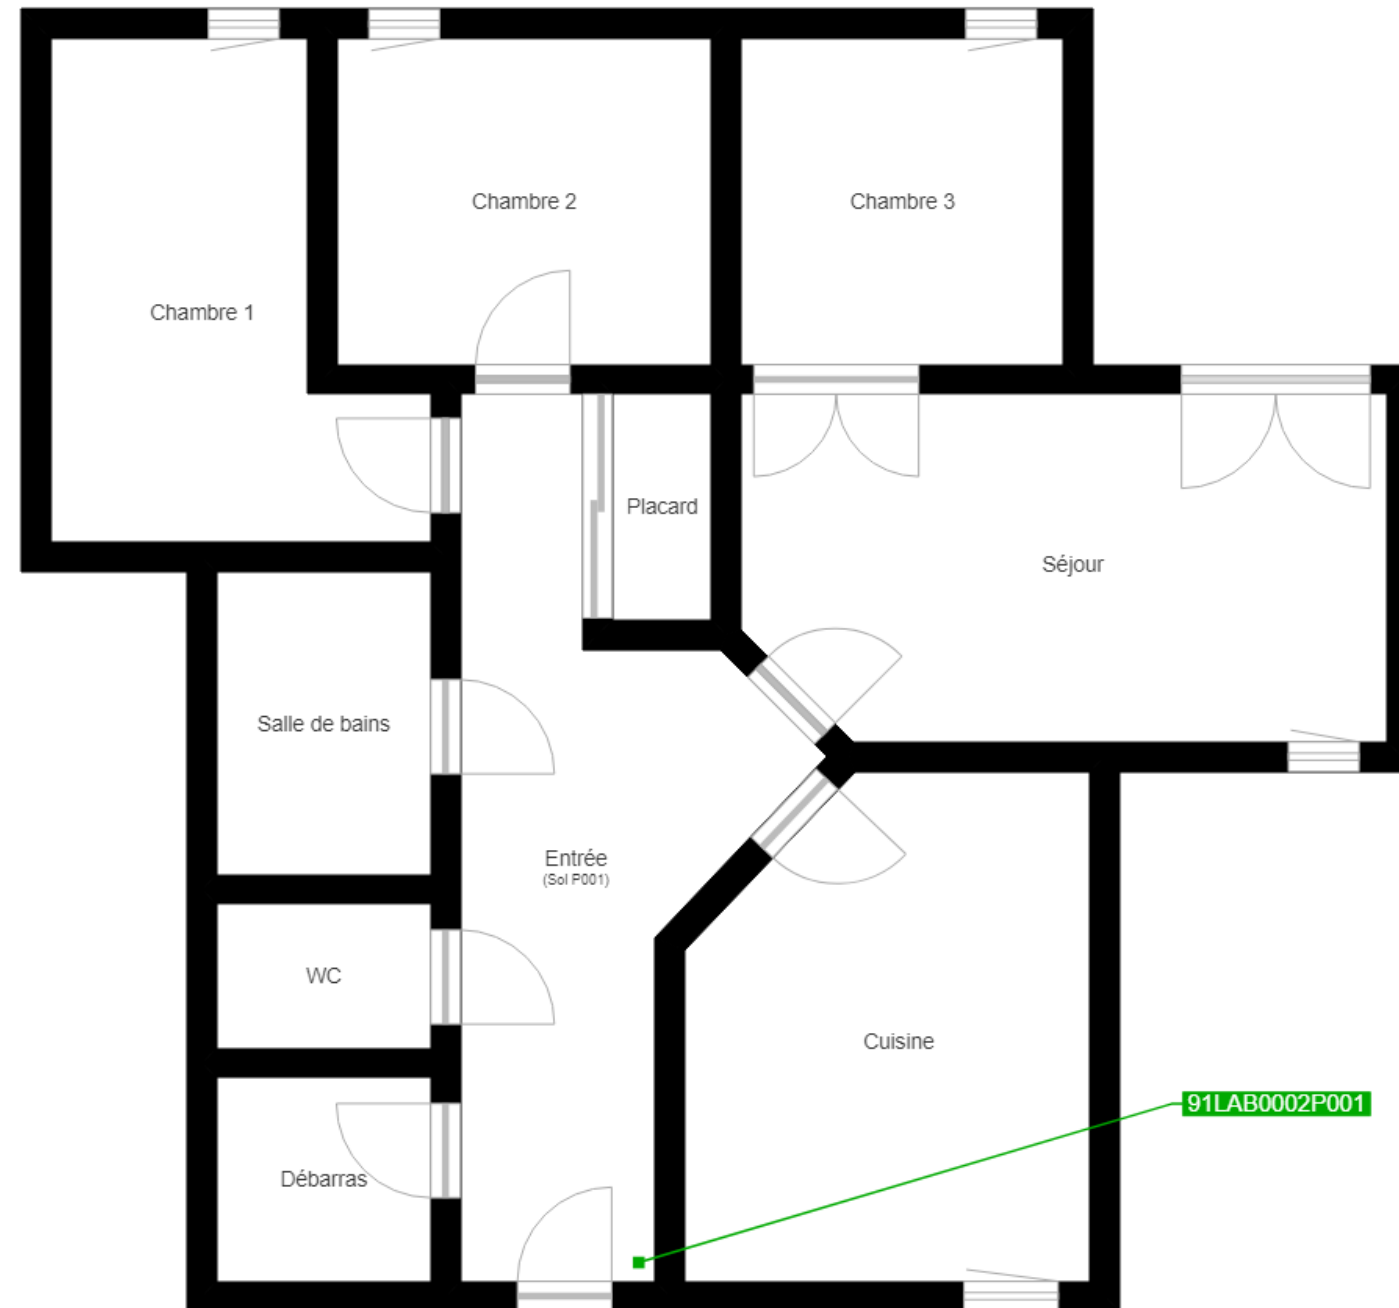 Chambre 2
Chambre 3
Chambre 1
Placard
Séjour
Salle de bains
Entrée
(Sol P001)
WC
Cuisine
91LAB0002P001
Débarras